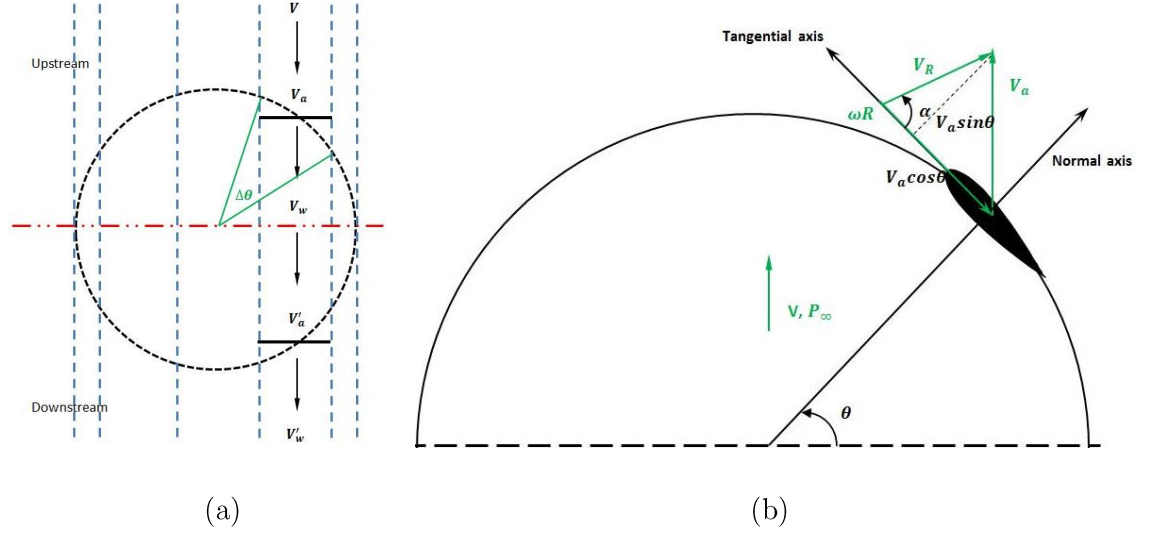 V
Upstream
V_a
Δθ
V_w
V'_a
Downstream
V'_w
(a)
Tangential axis
V_R
V_a
ωR
α
V_a sinθ
Normal axis
V_a cosθ
V, P_∞
θ
(b)